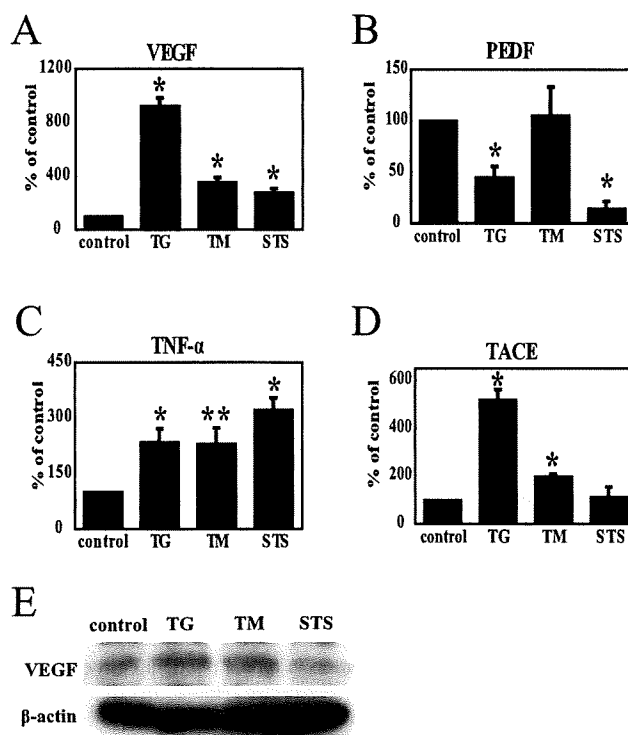 A
VEGF
% of control
1200
800
400
0
*
*
*
control TG TM STS
B
PEDF
% of control
150
100
50
0
*
*
control TG TM STS
C
TNF-α
% of control
450
300
150
0
*
**
*
control TG TM STS
D
TACE
% of control
600
400
200
0
*
*
control TG TM STS
E
control TG TM STS
VEGF
β-actin